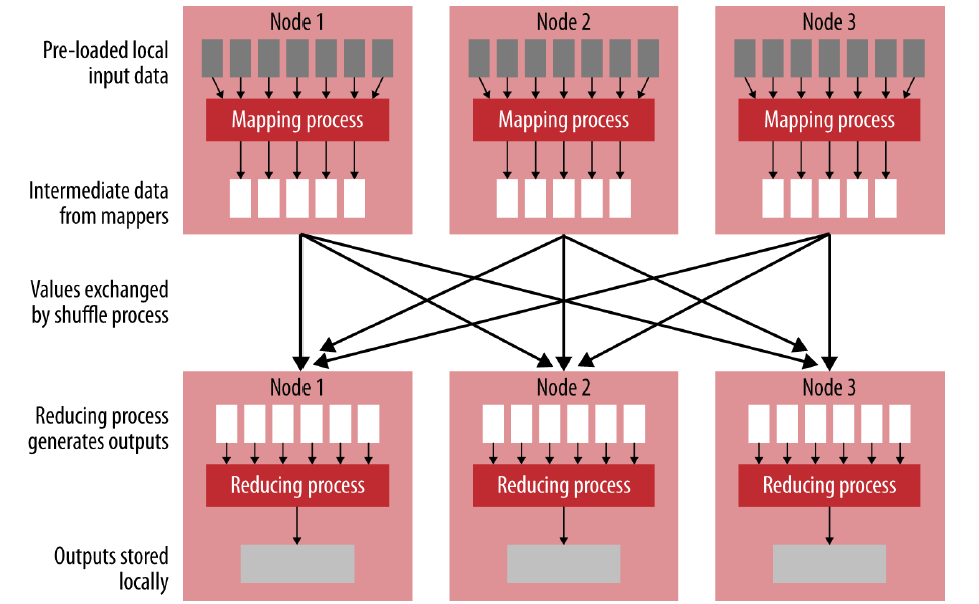 Node 1
Node 2
Node 3
Pre-loaded local
input data
Mapping process
Mapping process
Mapping process
Intermediate data
from mappers
Values exchanged
by shuffle process
Node 1
Node 2
Node 3
Reducing process
generates outputs
Reducing process
Reducing process
Reducing process
Outputs stored
locally